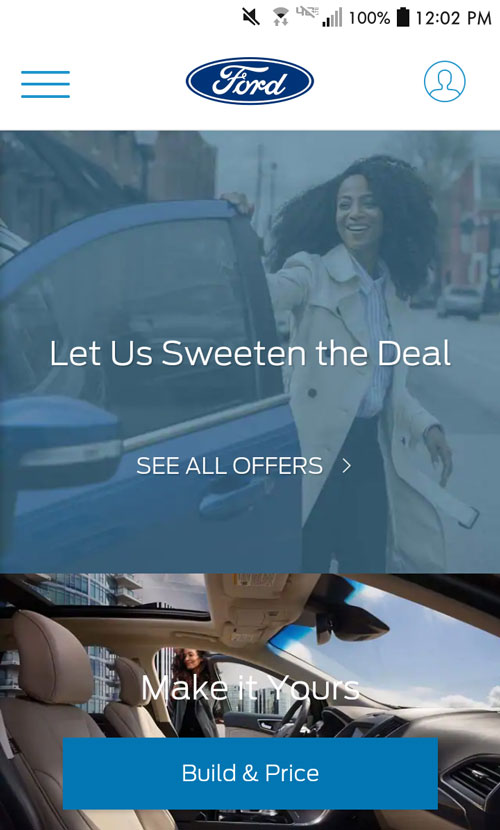 100% 12:02 PM
Ford
Let Us Sweeten the Deal
SEE ALL OFFERS
Make it Yours
Build & Price